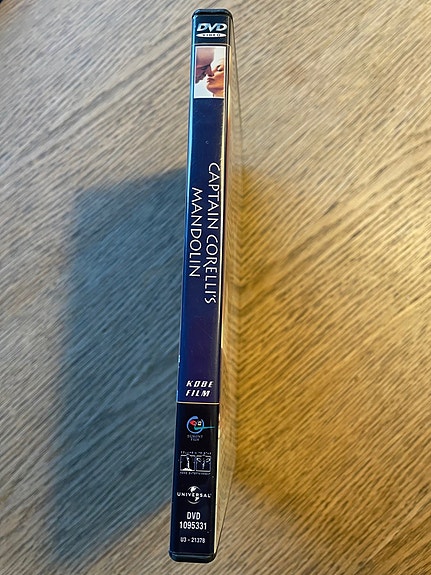 DVD
VIDEO
CAPTAIN CORELLI'S
MANDOLIN
KOBE
FILM
UNIVERSAL
DVD
1095331
U3 - 21378